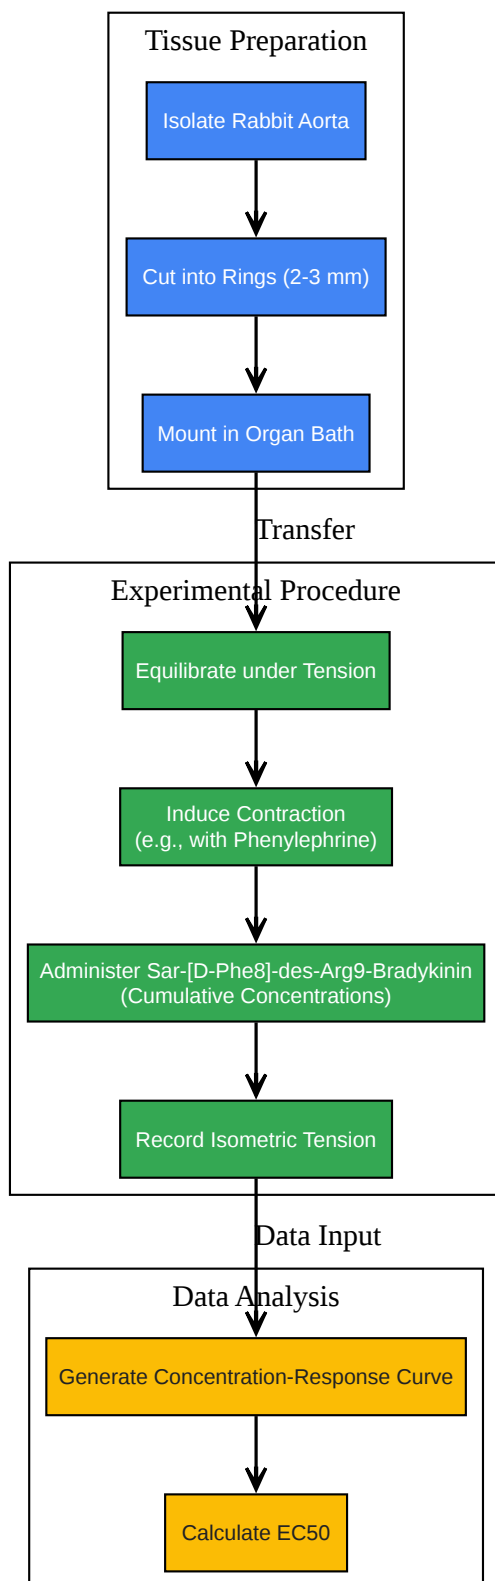 Tissue Preparation
Isolate Rabbit Aorta
Cut into Rings (2-3 mm)
Mount in Organ Bath
Transfer
Experimental Procedure
Equilibrate under Tension
Induce Contraction
(e.g., with Phenylephrine)
Administer Sar-[D-Phe8]-des-Arg9-Bradykinin
(Cumulative Concentrations)
Record Isometric Tension
Data Input
Data Analysis
Generate Concentration-Response Curve
Calculate EC50